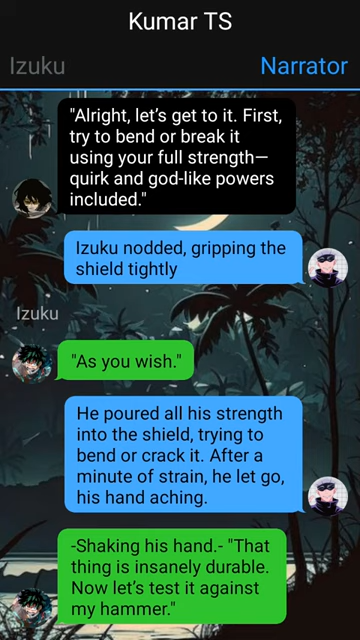 Kumar TS
Izuku
Narrator
"Alright, let's get to it. First,
try to bend or break it
using your full strength—
quirk and god-like powers
included."
Izuku nodded, gripping the
shield tightly
Izuku
"As you wish."
He poured all his strength
into the shield, trying to
bend or crack it. After a
minute of strain, he let go,
his hand aching.
-Shaking his hand.- "That
thing is insanely durable.
Now let's test it against
my hammer."